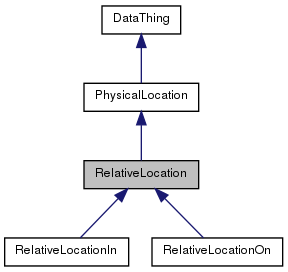 DataThing
PhysicalLocation
RelativeLocation
RelativeLocationIn
RelativeLocationOn